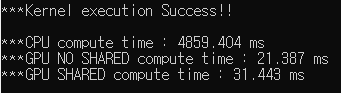 ***Kernel execution Success!!
***CPU compute time : 4859.404 ms
***GPU NO SHARED compute time : 21.387 ms
***GPU SHARED compute time : 31.443 ms